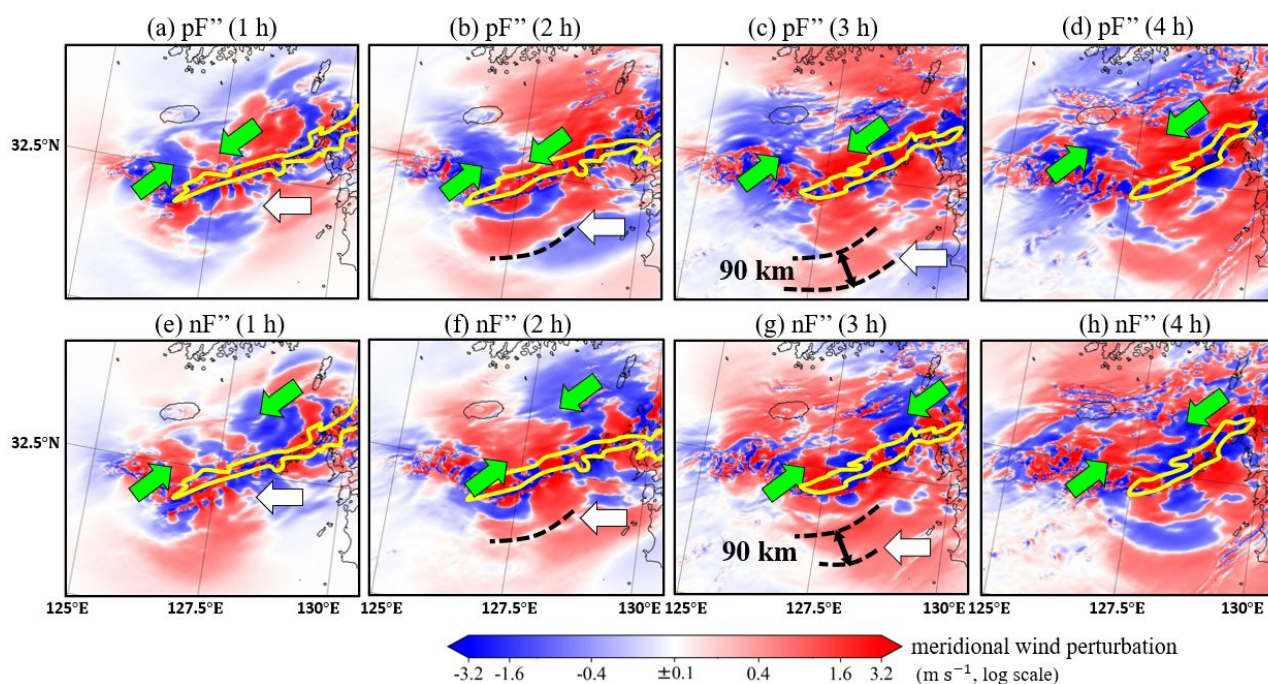 (a) pF’’ (1 h)
(b) pF’’ (2 h)
(c) pF’’ (3 h)
(d) pF’’ (4 h)
32.5°N
90 km
(e) nF’’ (1 h)
(f) nF’’ (2 h)
(g) nF’’ (3 h)
(h) nF’’ (4 h)
32.5°N
90 km
125°E 127.5°E 130°E 125°E 127.5°E 130°E 125°E 127.5°E 130°E 125°E 127.5°E 130°E
meridional wind perturbation
(m s⁻¹, log scale)
-3.2 -1.6 -0.4 ±0.1 0.4 1.6 3.2